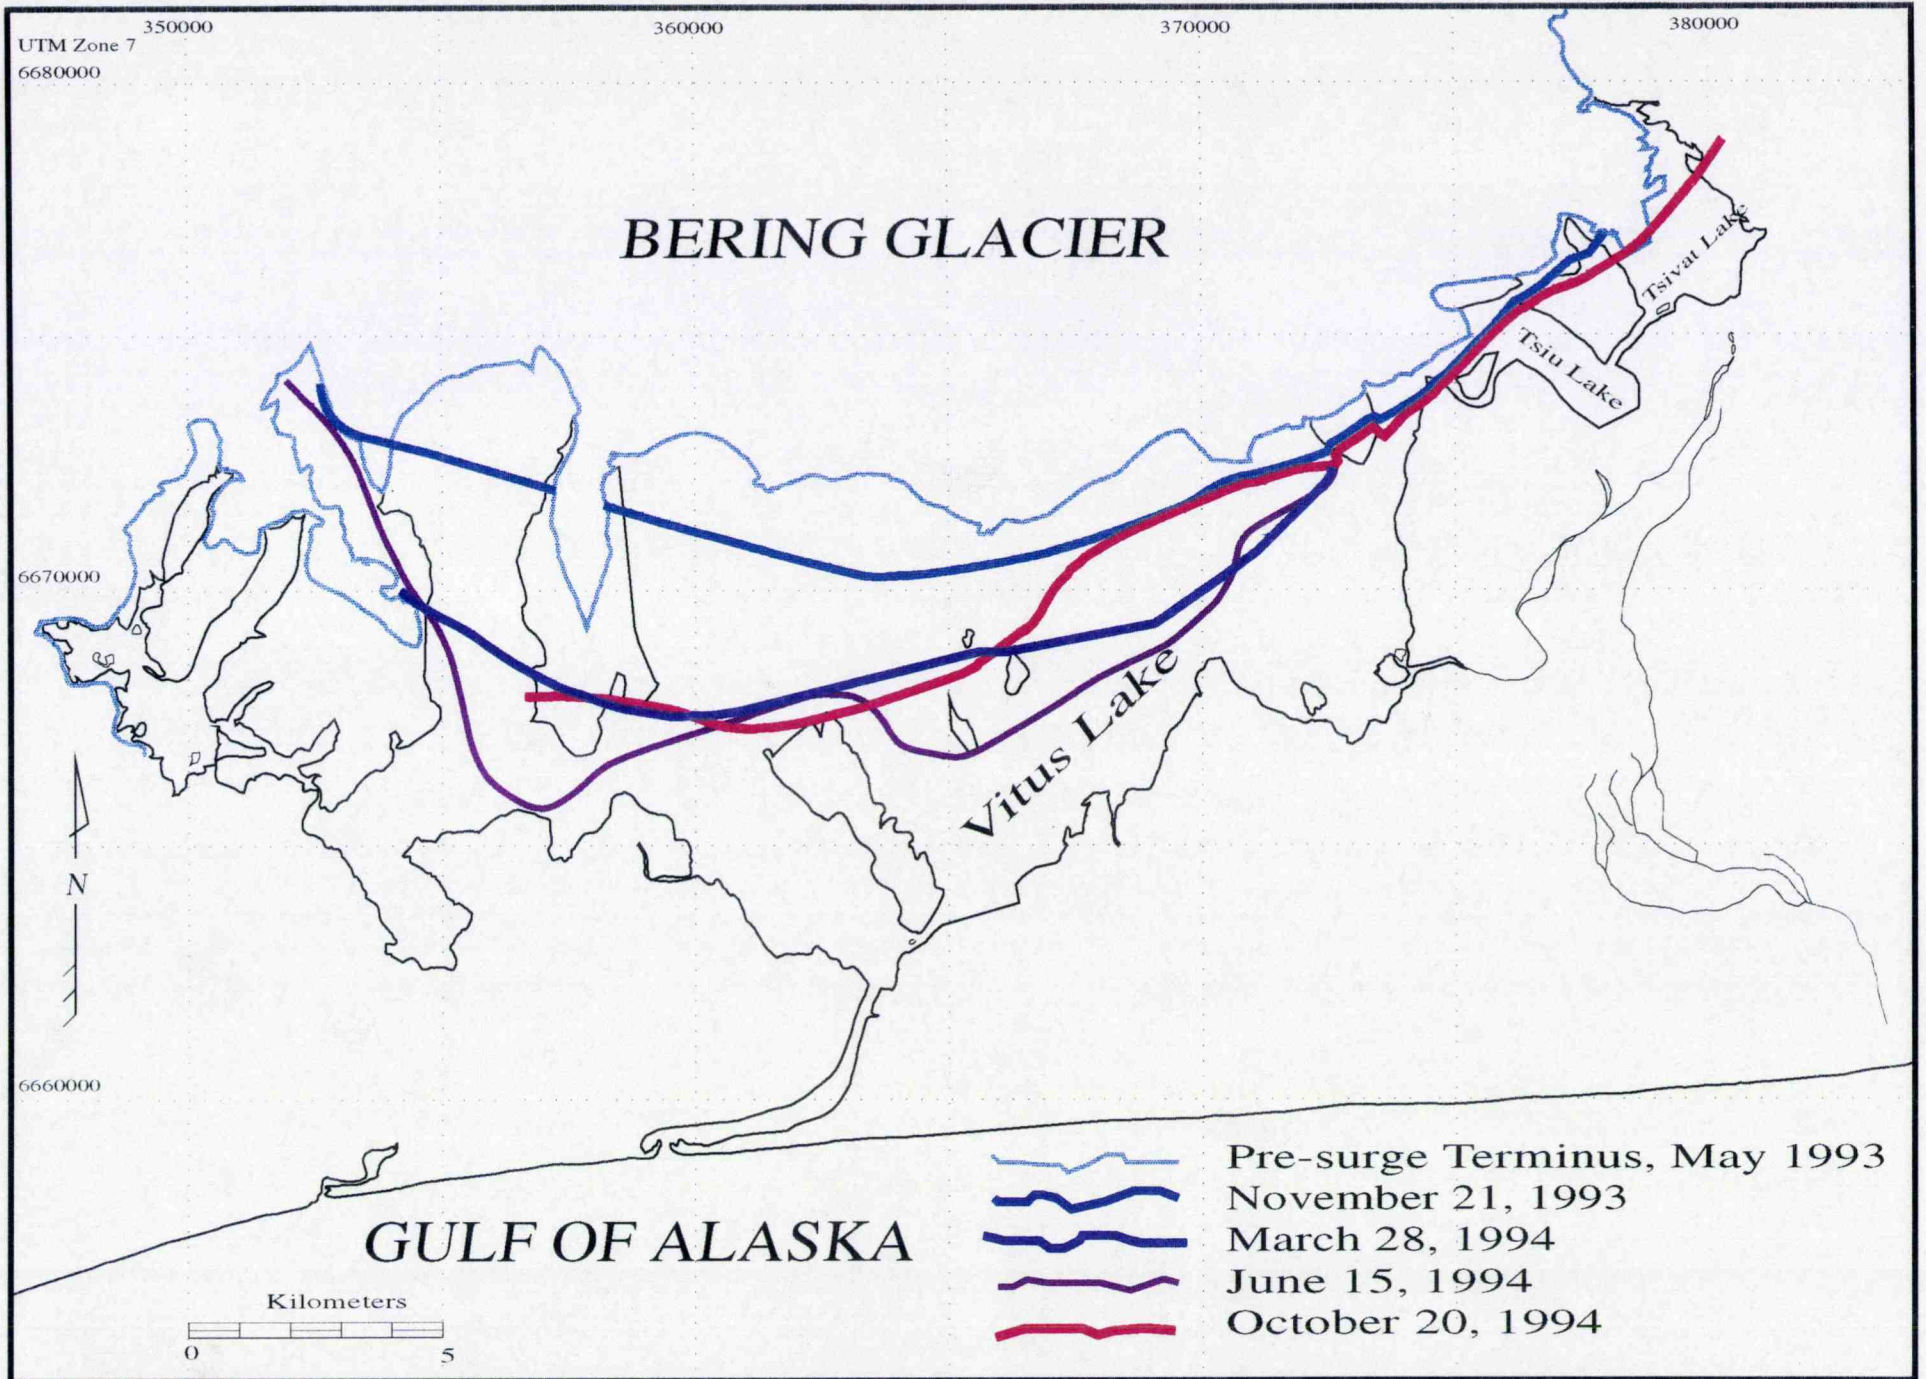 350000
360000
370000
380000
UTM Zone 7
6680000
BERING GLACIER
Tsivat Lake
Tsiu Lake
6670000
Vitus Lake
N
6660000
Pre-surge Terminus, May 1993
November 21, 1993
March 28, 1994
June 15, 1994
October 20, 1994
GULF OF ALASKA
Kilometers
0
5